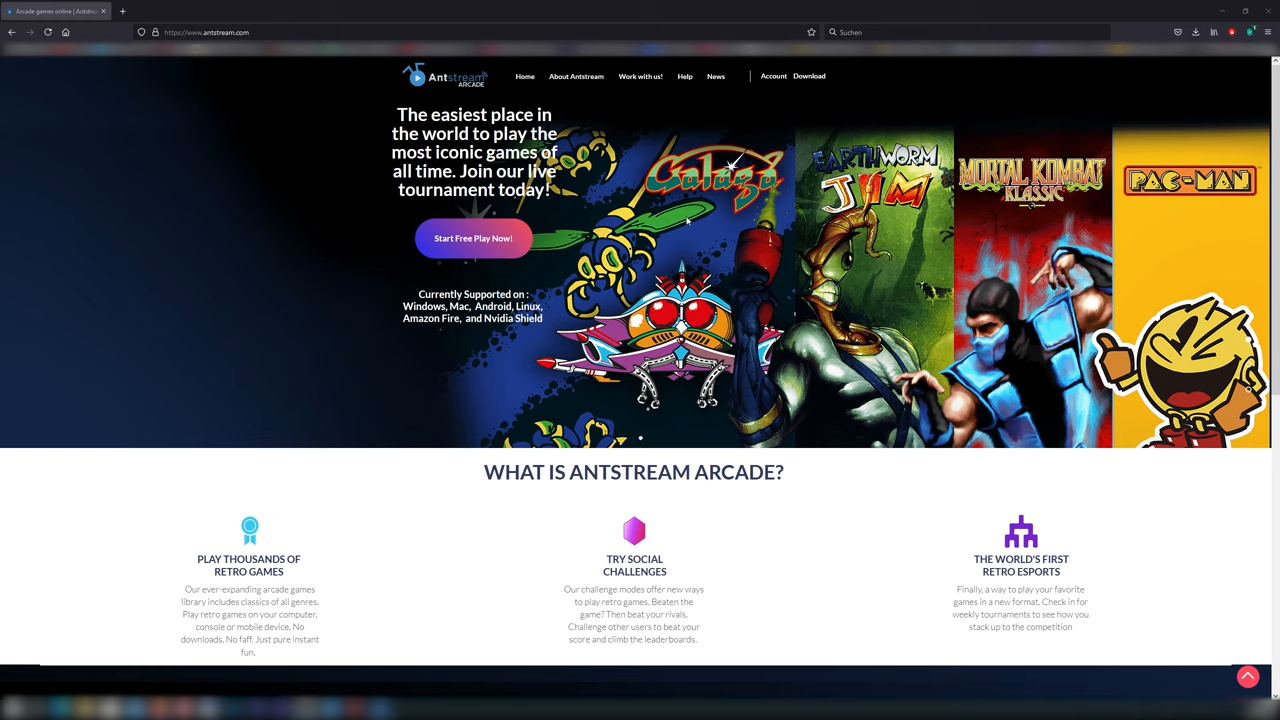 Arcade games online | Antstrea
https://www.antstream.com
Suchen
Antstream
ARCADE
Home
About Antstream
Work with us!
Help
News
Account
Download
The easiest place in
the world to play the
most iconic games of
all time. Join our live
tournament today!
Start Free Play Now!
Currently Supported on :
Windows, Mac, Android, Linux,
Amazon Fire, and Nvidia Shield
Galaga
EARTHWORM
JIM
MORTAL KOMBAT
KLASSIC
PAC-MAN
WHAT IS ANTSTREAM ARCADE?
PLAY THOUSANDS OF
RETRO GAMES
Our ever-expanding arcade games
library includes classics of all genres.
Play retro games on your computer,
console or mobile device. No
downloads. No faff. Just pure instant
fun.
TRY SOCIAL
CHALLENGES
Our challenge modes offer new ways
to play retro games. Beaten the
game? Then beat your rivals.
Challenge other users to beat your
score and climb the leaderboards.
THE WORLD'S FIRST
RETRO ESPORTS
Finally, a way to play your favorite
games in a new format. Check in for
weekly tournaments to see how you
stack up to the competition